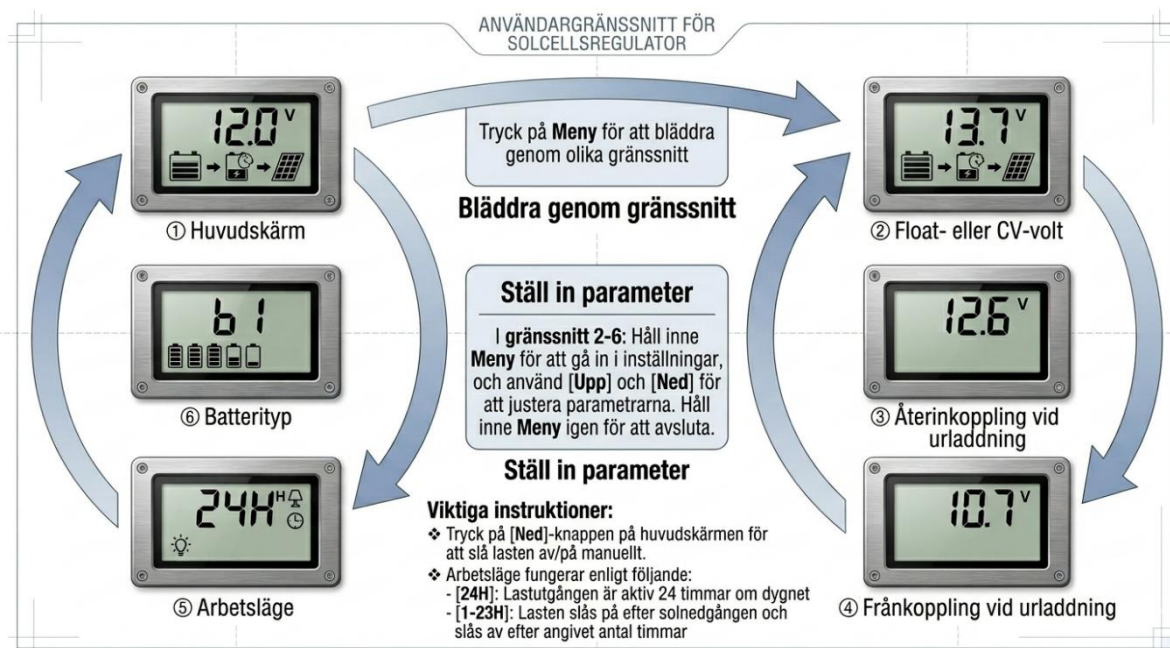 ANVÄNDARGRÄNSSNITT FÖR
SOLCELLSREGULATOR
12.0 V
① Huvudskärm
Tryck på Meny för att bläddra
genom olika gränssnitt
Bläddra genom gränssnitt
13.7 V
② Float- eller CV-volt
b1
⑥ Batterityp
Ställ in parameter
I gränssnitt 2-6: Håll inne
Meny för att gå in i inställningar,
och använd [Upp] och [Ned] för
att justera parametrarna. Håll
inne Meny igen för att avsluta.
Ställ in parameter
12.6 V
③ Återinkoppling vid
urladdning
24H H
⑤ Arbetsläge
Viktiga instruktioner:
❖ Tryck på [Ned]-knappen på huvudskärmen för
att slå lasten av/på manuellt.
❖ Arbetsläge fungerar enligt följande:
- [24H]: Lastutgången är aktiv 24 timmar om dygnet
- [1-23H]: Lasten slås på efter solnedgången och
slås av efter angivet antal timmar
10.7 V
④ Frånkoppling vid urladdning